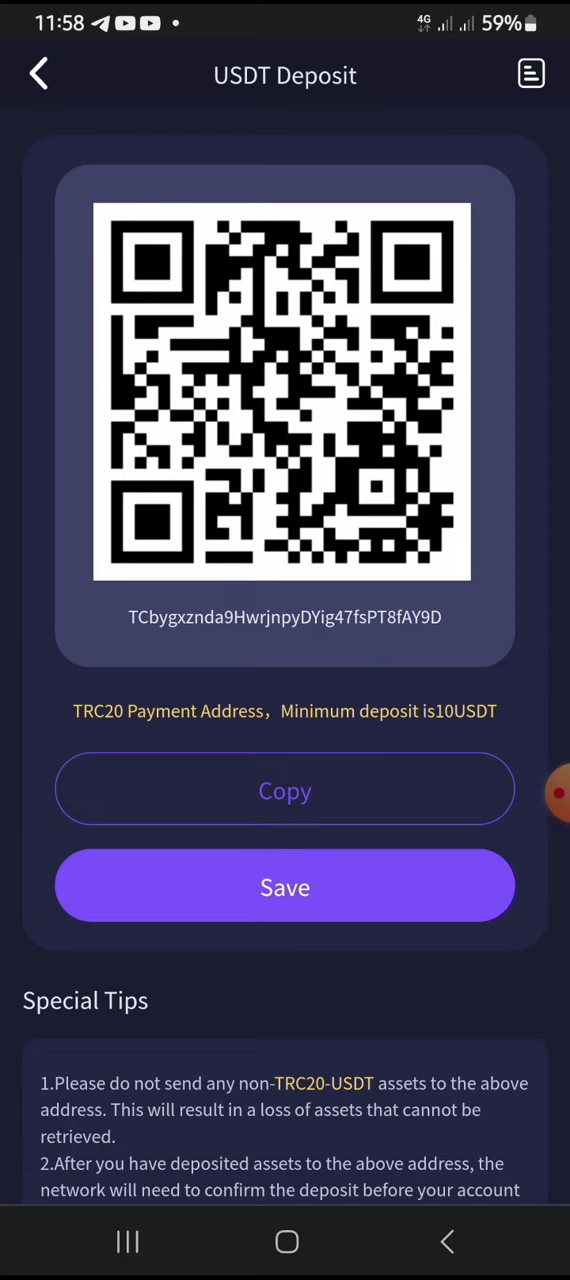 11:58
4G 59%
USDT Deposit
TCbygxznda9HwrjnpyDYig47fsPT8fAY9D
TRC20 Payment Address，Minimum deposit is10USDT
Copy
Save
Special Tips
1.Please do not send any non-TRC20-USDT assets to the above
address. This will result in a loss of assets that cannot be
retrieved.
2.After you have deposited assets to the above address, the
network will need to confirm the deposit before your account